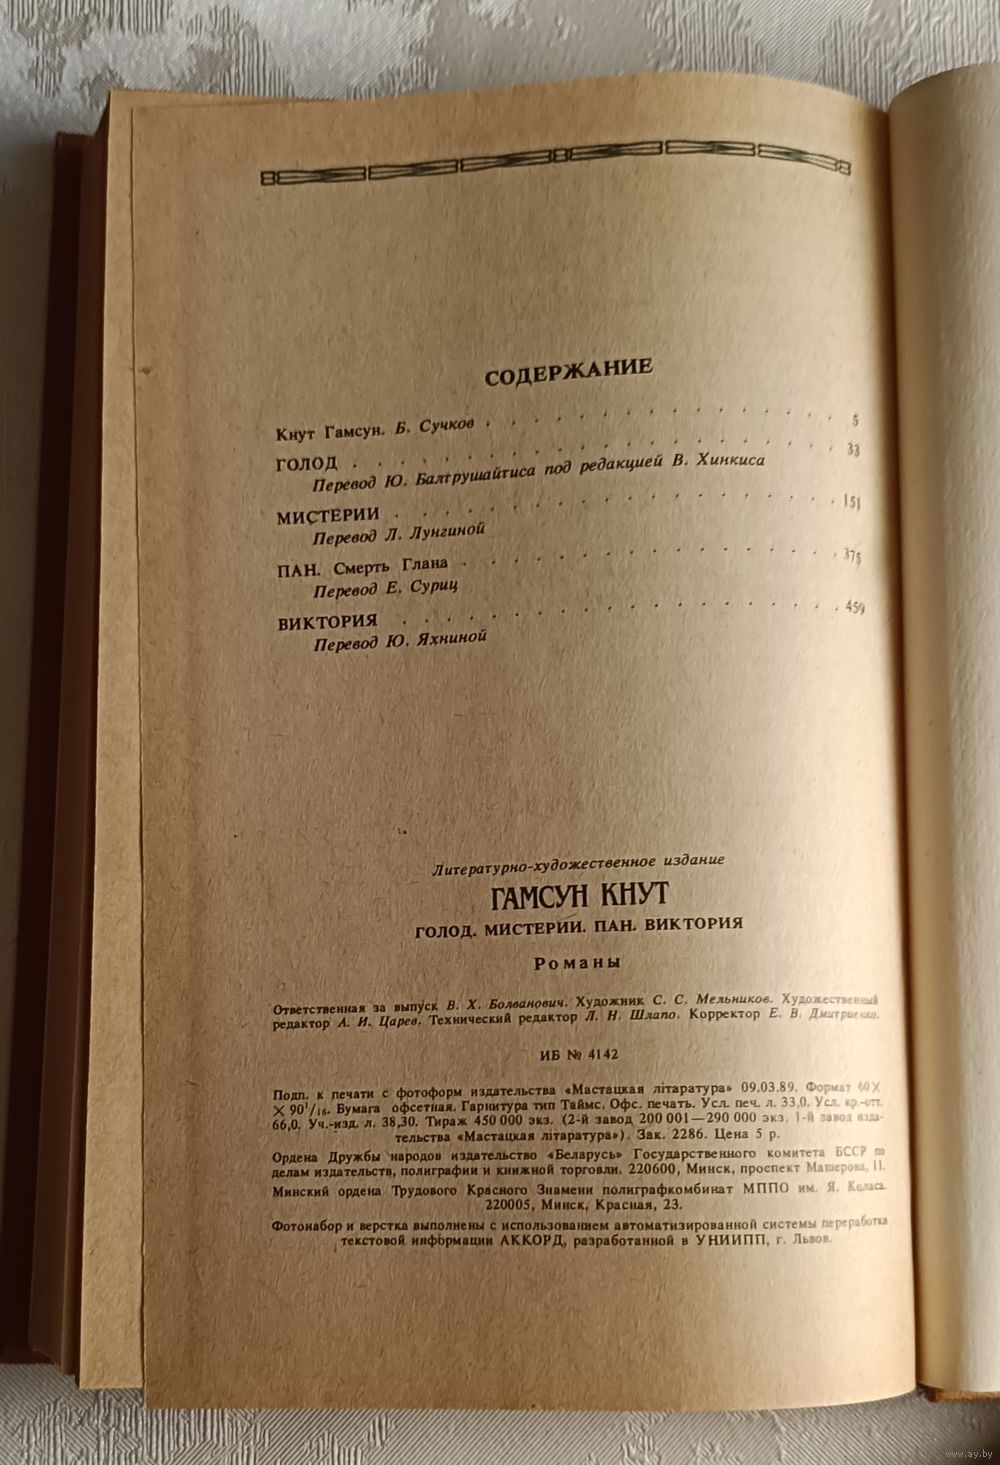 СОДЕРЖАНИЕ
Кнут Гамсун. Б. Сучков . . . . . . . . . . . . . . . . 5
ГОЛОД . . . . . . . . . . . . . . . . . . . . 33
Перевод Ю. Балтрушайтиса под редакцией В. Хинкиса
МИСТЕРИИ . . . . . . . . . . . . . . . . . . . 151
Перевод Л. Лунгиной
ПАН. Смерть Глана . . . . . . . . . . . . . . . . . 375
Перевод Е. Суриц
ВИКТОРИЯ . . . . . . . . . . . . . . . . . . . 459
Перевод Ю. Яхниной
Литературно-художественное издание
ГАМСУН КНУТ
ГОЛОД. МИСТЕРИИ. ПАН. ВИКТОРИЯ
Романы
Ответственная за выпуск В. Х. Болванович. Художник С. С. Мельников. Художественный
редактор А. И. Царев. Технический редактор Л. Н. Шлапо. Корректор Е. В. Дмитриенко.
ИБ № 4142
Подп. к печати с фотоформ издательства «Мастацкая літаратура» 09.03.89. Формат 60×
×90¹/₁₆. Бумага офсетная. Гарнитура тип Таймс. Офс. печать. Усл. печ. л. 33,0. Усл. кр.-отт.
66,0. Уч.-изд. л. 38,30. Тираж 450 000 экз. (2-й завод 200 001—290 000 экз. 1-й завод изда-
тельства «Мастацкая літаратура»). Зак. 2286. Цена 5 р.
Ордена Дружбы народов издательство «Беларусь» Государственного комитета БССР по
делам издательств, полиграфии и книжной торговли. 220600, Минск, проспект Машерова, 11.
Минский ордена Трудового Красного Знамени полиграфкомбинат МППО им. Я. Коласа.
220005, Минск, Красная, 23.
Фотонабор и верстка выполнены с использованием автоматизированной системы переработки
текстовой информации АККОРД, разработанной в УНИИПП, г. Львов.
www.ay.by